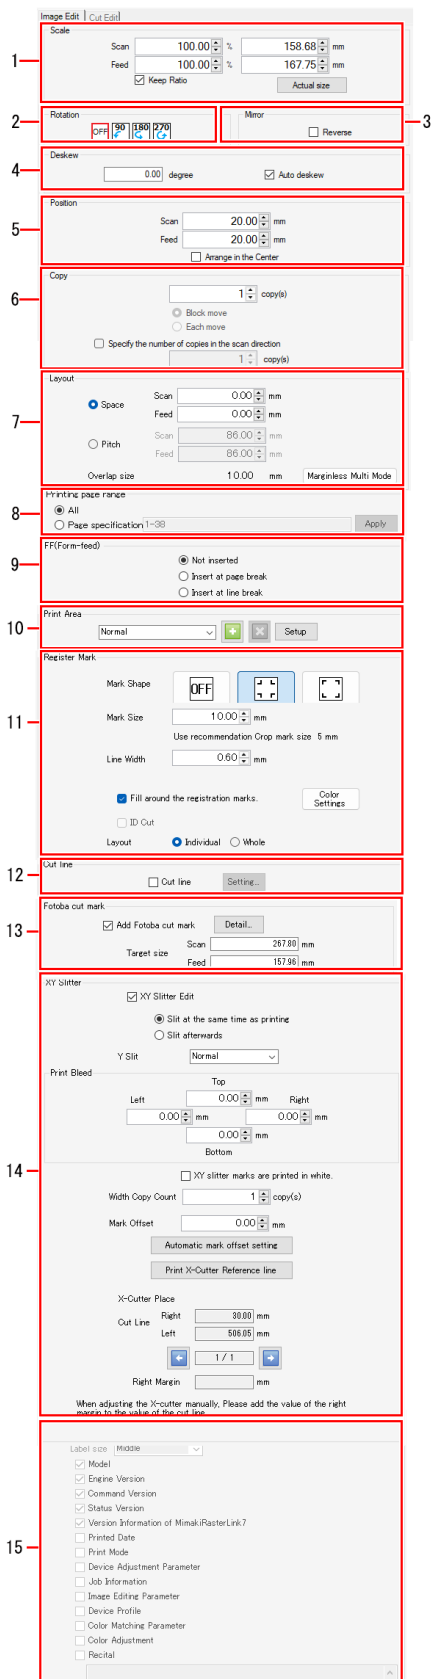 Image Edit Cut Edit
Scale
Scan 100.00 % 158.68 mm
1
Feed 100.00 % 167.75 mm
Keep Ratio
Actual size
2 Rotation Mirror 3
OFF 90 180 270 Reverse
Deskew
4 0.00 degree Auto deskew
Position
Scan 20.00 mm
5
Feed 20.00 mm
Arrange in the Center
Copy
6 1 copy(s)
Block move
Each move
Specify the number of copies in the scan direction
1 copy(s)
Layout
Scan 0.00 mm
Space
Feed 0.00 mm
7
Scan 86.00 mm
Pitch
Feed 86.00 mm
Overlap size 10.00 mm Marginless Multi Mode
Printing page range
8 All
Page specification 1-38 Apply
FF(Form-feed)
9 Not inserted
Insert at page break
Insert at line break
Print Area
10 Normal Setup
Register Mark
Mark Shape OFF
11 Mark Size 10.00 mm
Use recommendation Crop mark size 5 mm
Line Width 0.60 mm
Fill around the registration marks. Color Settings
ID Cut
Layout Individual Whole
Cut line
12 Cut line Setting...
Fotoba cut mark
13 Add Fotoba cut mark Detail...
Scan 267.80 mm
Target size
Feed 157.96 mm
XY Slitter
XY Slitter Edit
Slit at the same time as printing
Slit afterwards
Y Slit Normal
Print Bleed
Top
Left 0.00 mm Right
0.00 mm 0.00 mm
0.00 mm
Bottom
14 XY slitter marks are printed in white.
Width Copy Count 1 copy(s)
Mark Offset 0.00 mm
Automatic mark offset setting
Print X-Cutter Reference line
X-Cutter Place
Right 30.00 mm
Cut Line
Left 506.05 mm
1 / 1
Right Margin mm
When adjusting the X-cutter manually, Please add the value of the right
margin to the value of the cut line
Label size Middle
Model
Engine Version
Command Version
Status Version
Version Information of MimakiRasterLink7
Printed Date
15 Print Mode
Device Adjustment Parameter
Job Information
Image Editing Parameter
Device Profile
Color Matching Parameter
Color Adjustment
Recital